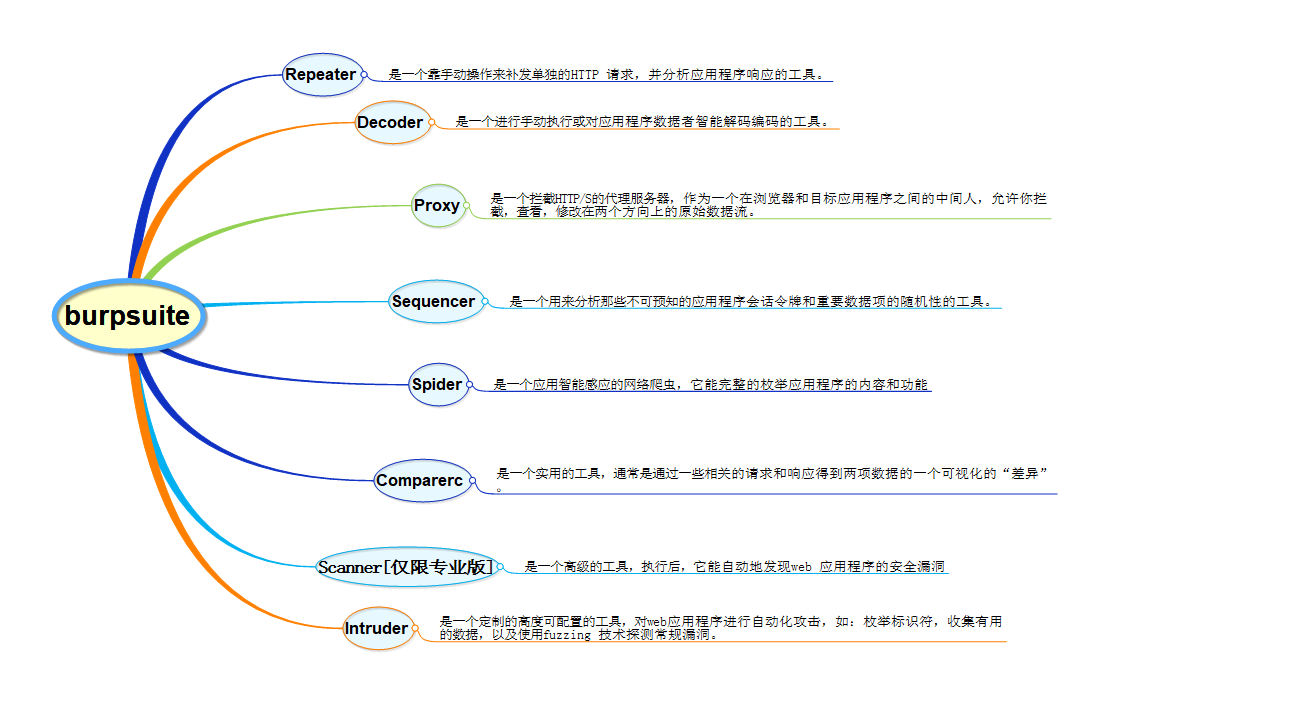 Repeater
是一个靠手动操作来补发单独的HTTP 请求，并分析应用程序响应的工具。
Decoder
是一个进行手动执行或对应用程序数据者智能解码编码的工具。
Proxy
是一个拦截HTTP/S的代理服务器，作为一个在浏览器和目标应用程序之间的中间人，允许你拦
截，查看，修改在两个方向上的原始数据流。
burpsuite
Sequencer
是一个用来分析那些不可预知的应用程序会话令牌和重要数据项的随机性的工具。
Spider
是一个应用智能感应的网络爬虫，它能完整的枚举应用程序的内容和功能
Comparerc
是一个实用的工具，通常是通过一些相关的请求和响应得到两项数据的一个可视化的“差异”
。
Scanner[仅限专业版]
是一个高级的工具，执行后，它能自动地发现web 应用程序的安全漏洞
Intruder
是一个定制的高度可配置的工具，对web应用程序进行自动化攻击，如：枚举标识符，收集有用
的数据，以及使用fuzzing 技术探测常规漏洞。